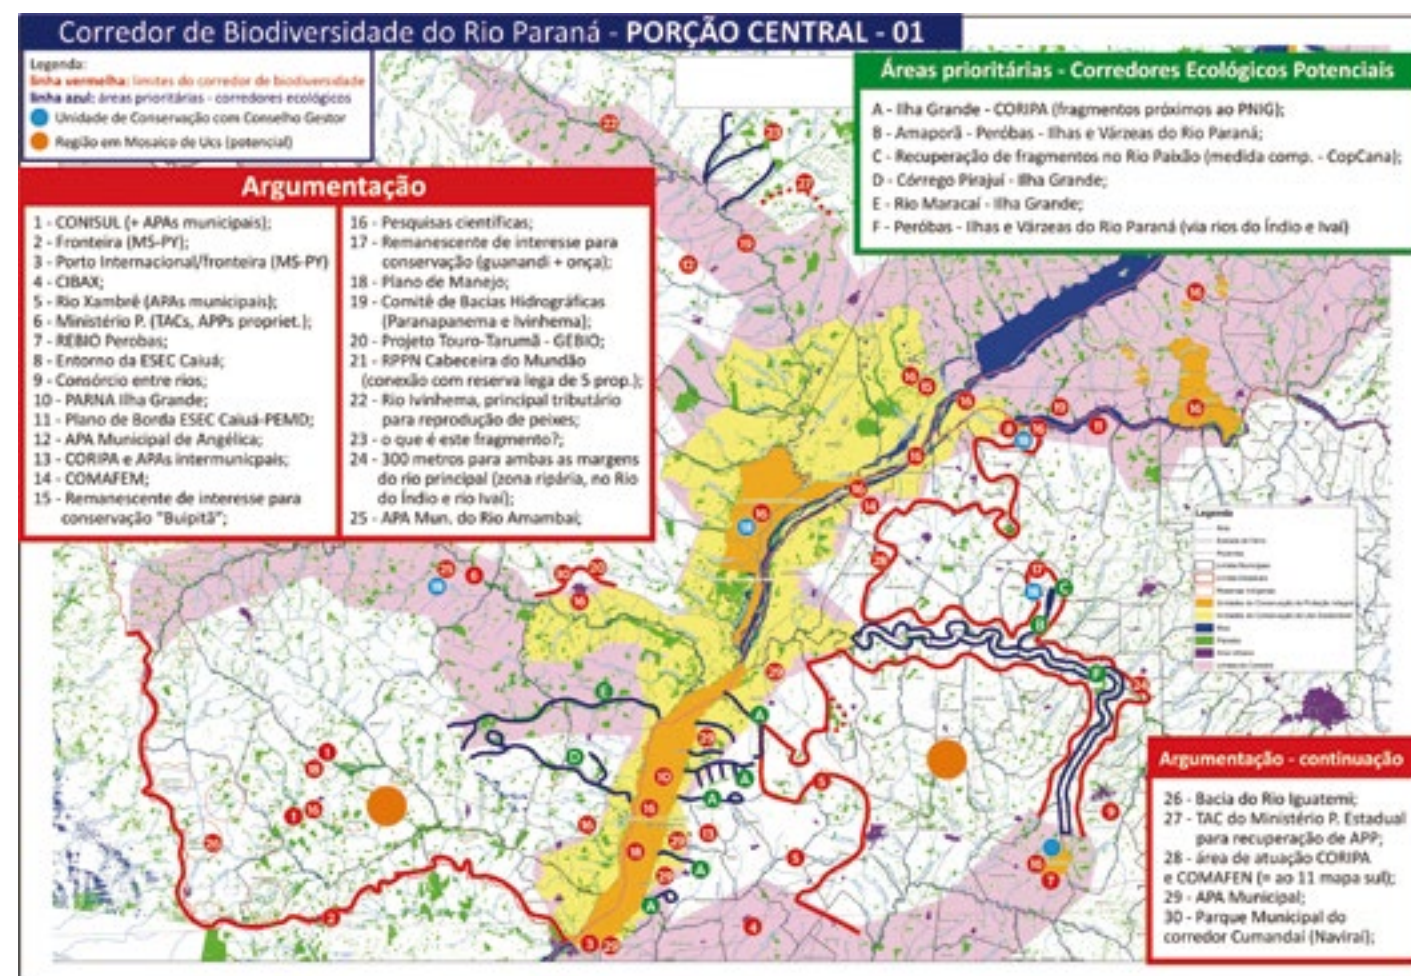 Corredor de Biodiversidade do Rio Paraná - PORÇÃO CENTRAL - 01
Legenda:
linha vermelha: limites do corredor de biodiversidade
linha azul: áreas prioritárias - corredores ecológicos
Unidade de Conservação com Conselho Gestor
Região em Mosaico de Ucs (potencial)
Áreas prioritárias - Corredores Ecológicos Potenciais
A - Ilha Grande - CORIPA (fragmentos próximos ao PNIG);
B - Amaporã - Peróbas - Ilhas e Várzeas do Rio Paraná;
C - Recuperação de fragmentos no Rio Paixão (medida comp. - CopCana);
D - Córrego Pirajuí - Ilha Grande;
E - Rio Maracaí - Ilha Grande;
F - Peróbas - Ilhas e Várzeas do Rio Paraná (via rios do Índio e Ivaí)
Argumentação
1 - CONISUL (+ APAs municipais);
2 - Fronteira (MS-PY);
3 - Porto Internacional/fronteira (MS-PY)
4 - CIBAX;
5 - Rio Xambrê (APAs municipais);
6 - Ministério P. (TACs, APPs propriet.);
7 - REBIO Perobas;
8 - Entorno da ESEC Caiuá;
9 - Consórcio entre rios;
10 - PARNA Ilha Grande;
11 - Plano de Borda ESEC Caiuá-PEMD;
12 - APA Municipal de Angélica;
13 - CORIPA e APAs intermunicpais;
14 - COMAFEM;
15 - Remanescente de interesse para
conservação "Buipitã";
16 - Pesquisas científicas;
17 - Remanescente de interesse para
conservação (guanandi + onça);
18 - Plano de Manejo;
19 - Comitê de Bacias Hidrográficas
(Paranapanema e Ivinhema);
20 - Projeto Touro-Tarumã - GEBIO;
21 - RPPN Cabeceira do Mundão
(conexão com reserva lega de 5 prop.);
22 - Rio Ivinhema, principal tributário
para reprodução de peixes;
23 - o que é este fragmento?;
24 - 300 metros para ambas as margens
do rio principal (zona ripária, no Rio
do Índio e rio Ivaí);
25 - APA Mun. do Rio Amambaí;
Legenda
Argumentação - continuação
26 - Bacia do Rio Iguatemi;
27 - TAC do Ministério P. Estadual
para recuperação de APP;
28 - área de atuação CORIPA
e COMAFEN (= ao 11 mapa sul);
29 - APA Municipal;
30 - Parque Municipal do
corredor Cumandaí (Naviraí);